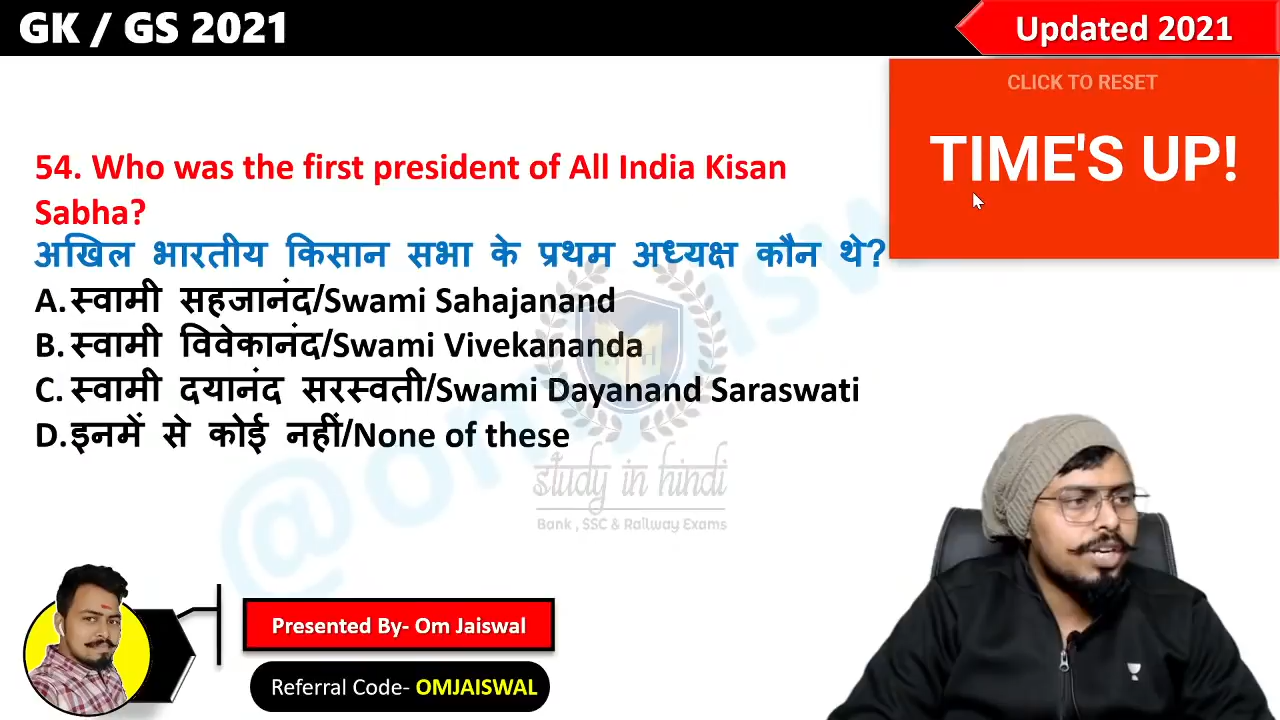 GK / GS 2021
Updated 2021
CLICK TO RESET
TIME'S UP!
54. Who was the first president of All India Kisan
Sabha?
अखिल भारतीय किसान सभा के प्रथम अध्यक्ष कौन थे?
A. स्वामी सहजानंद/Swami Sahajanand
B. स्वामी विवेकानंद/Swami Vivekananda
C. स्वामी दयानंद सरस्वती/Swami Dayanand Saraswati
D. इनमें से कोई नहीं/None of these
study in hindi
Bank , SSC & Railway Exams
Presented By- Om Jaiswal
Referral Code- OMJAISWAL